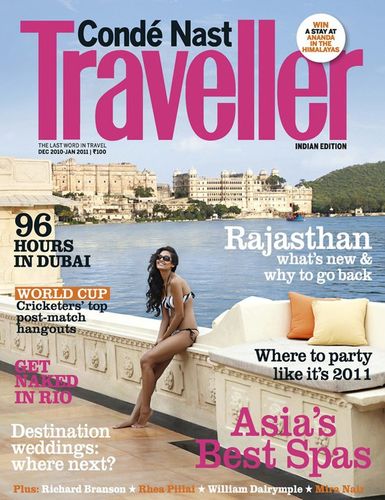 Condé Nast
Traveller
WIN
A STAY AT
ANANDA
IN THE
HIMALAYAS
THE LAST WORD IN TRAVEL
DEC 2010-JAN 2011 | ₹100
INDIAN EDITION
96
HOURS
IN DUBAI
Rajasthan
what's new &
why to go back
WORLD CUP
Cricketers' top
post-match
hangouts
GET
NAKED
IN RIO
Where to party
like it's 2011
Destination
weddings:
where next?
Asia's
Best Spas
Plus: Richard Branson ★ Rhea Pillai ★ William Dalrymple ★ Mira Nair